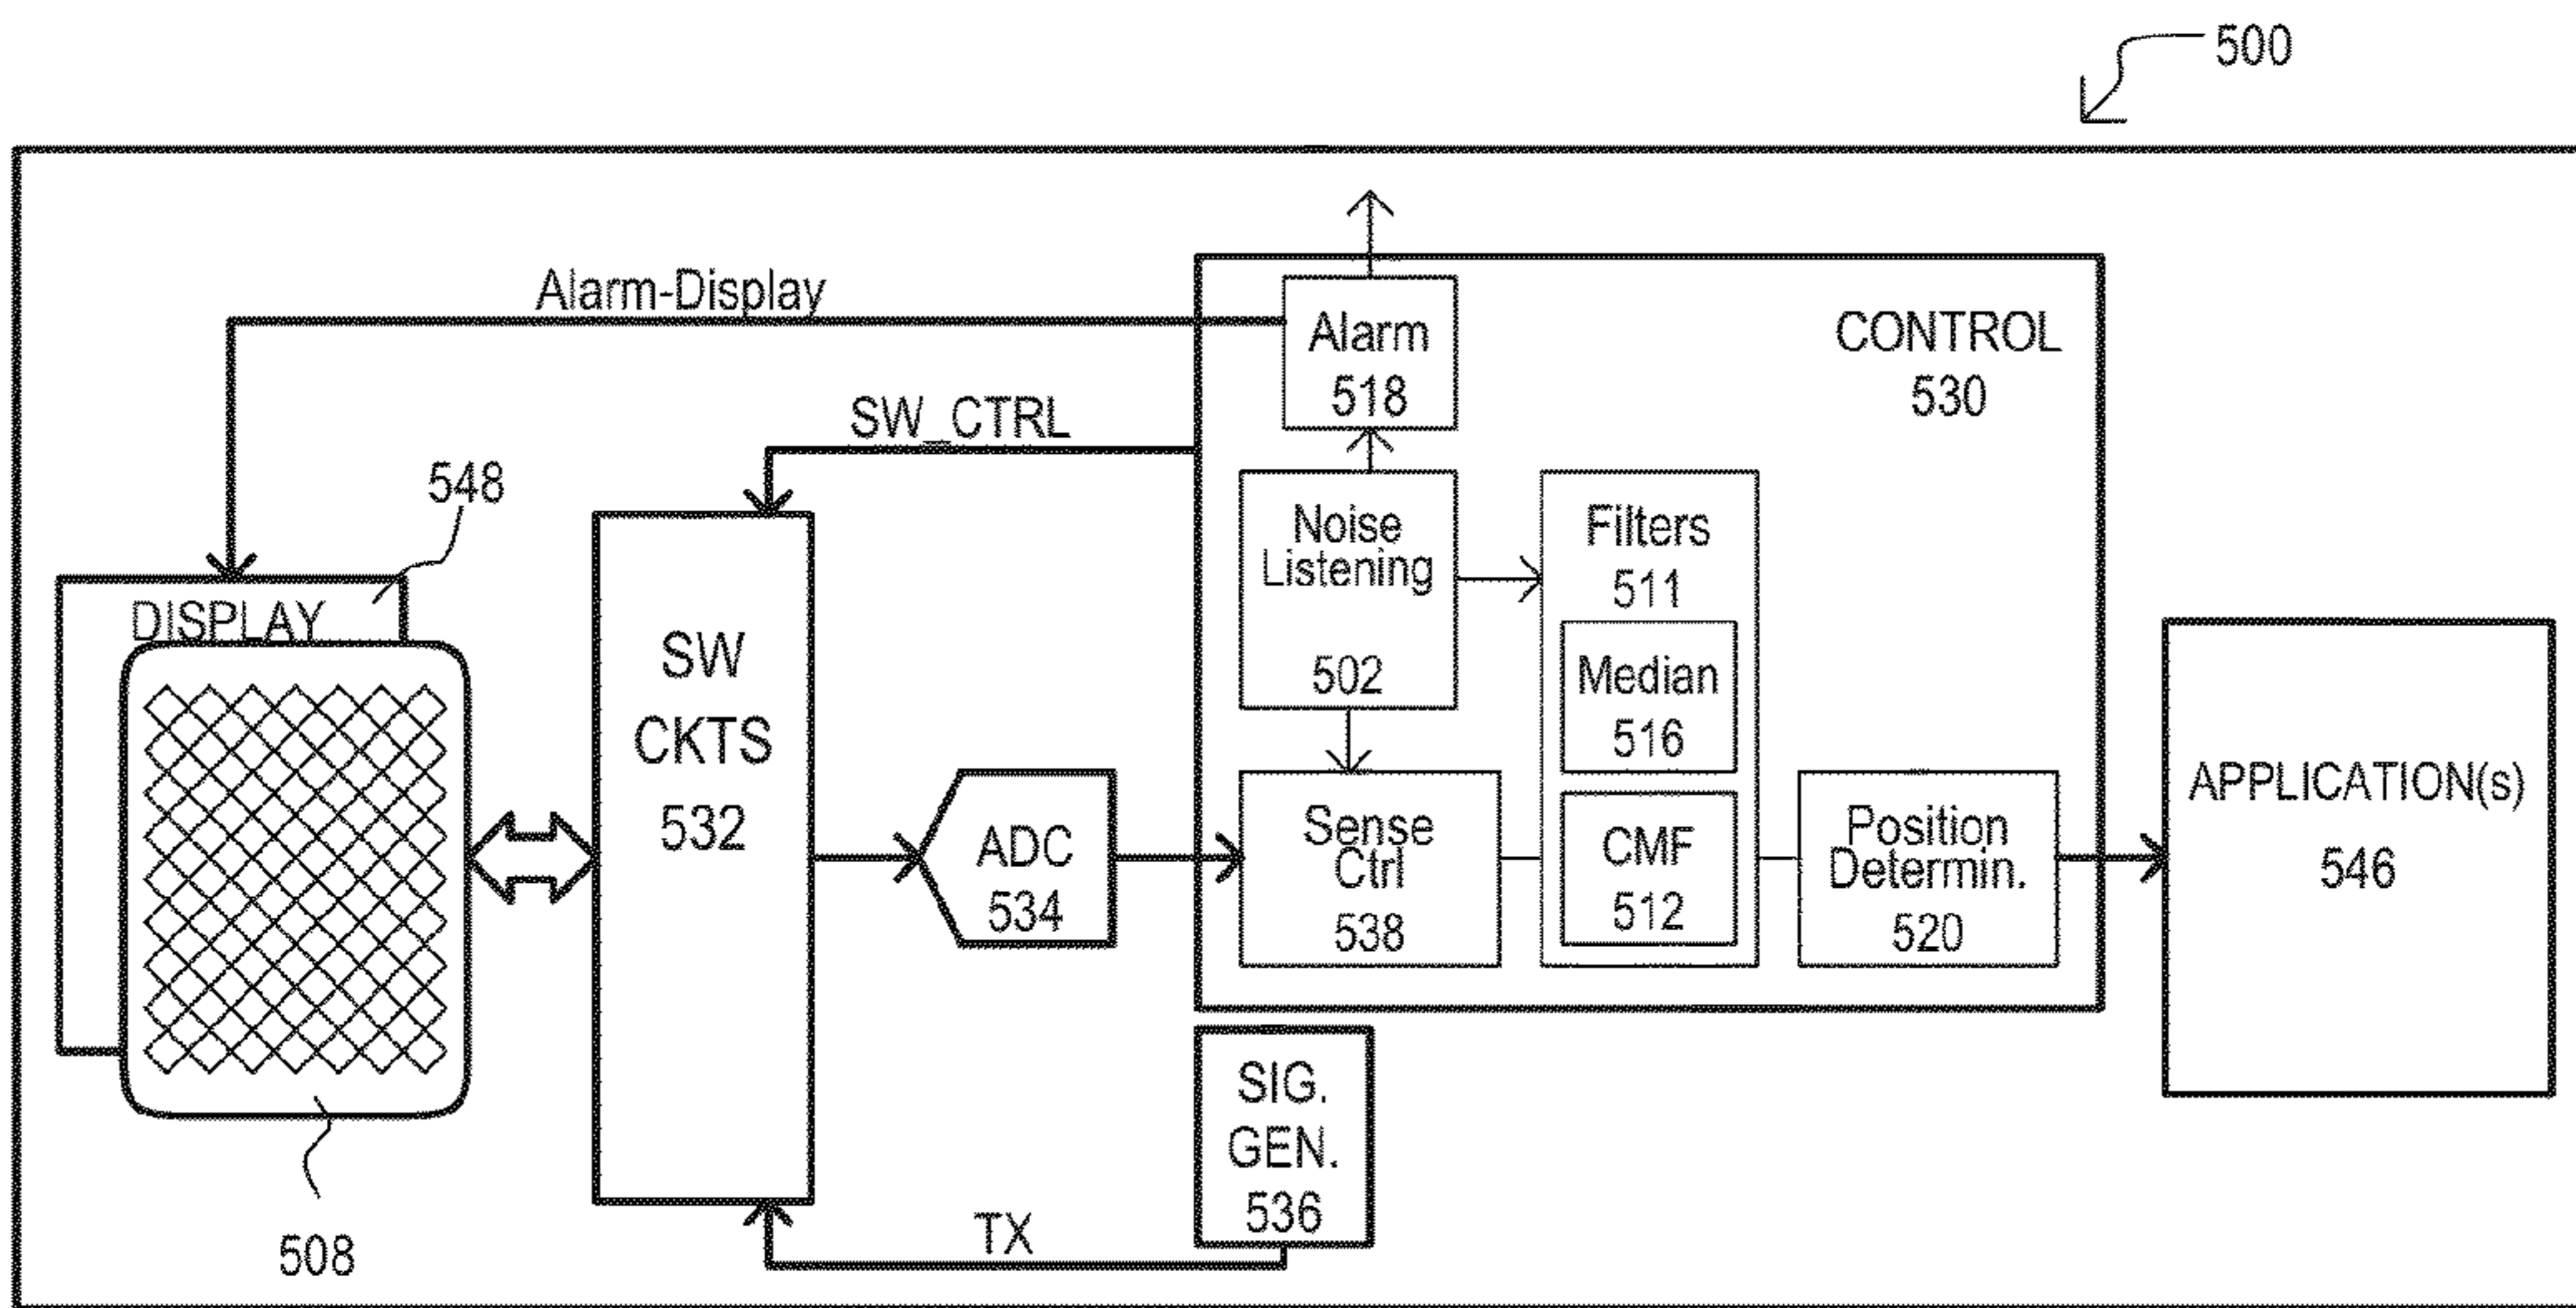 500
Alarm-Display
Alarm
518
CONTROL
530
SW_CTRL
548
DISPLAY
SW
CKTS
532
Noise
Listening
502
Filters
511
Median
516
ADC
534
Sense
Ctrl
538
CMF
512
Position
Determin.
520
APPLICATION(s)
546
SIG.
GEN.
536
TX
508